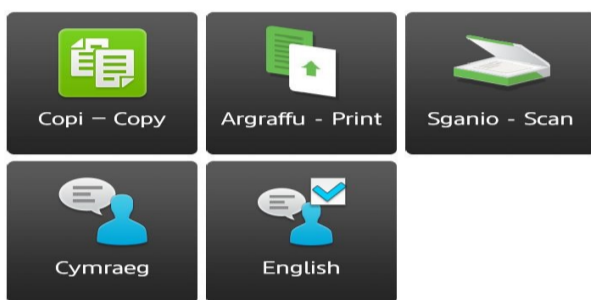 Copi – Copy
Argraffu - Print
Sganio - Scan
Cymraeg
English